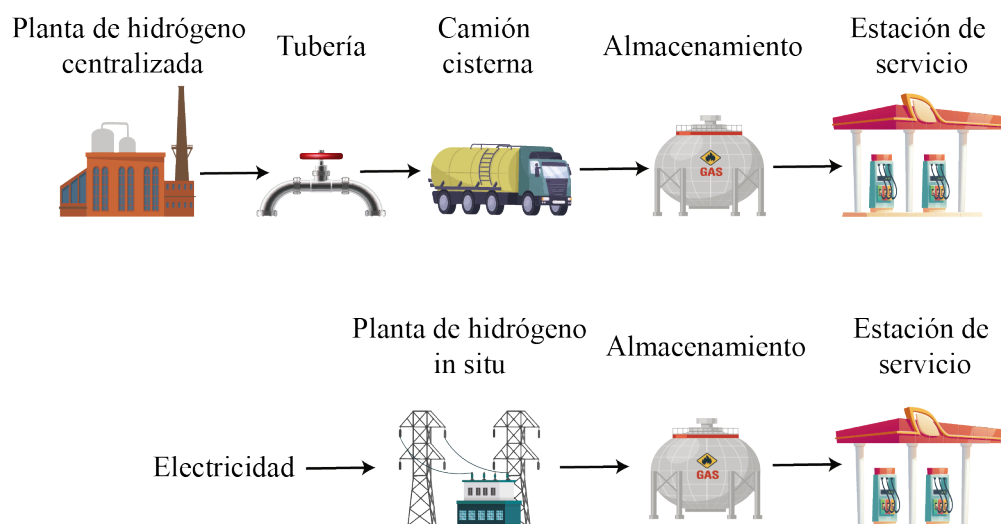 Planta de hidrógeno
centralizada
Tubería
Camión
cisterna
Almacenamiento
Estación de
servicio
GAS
Planta de hidrógeno
in situ
Almacenamiento
Estación de
servicio
Electricidad
GAS